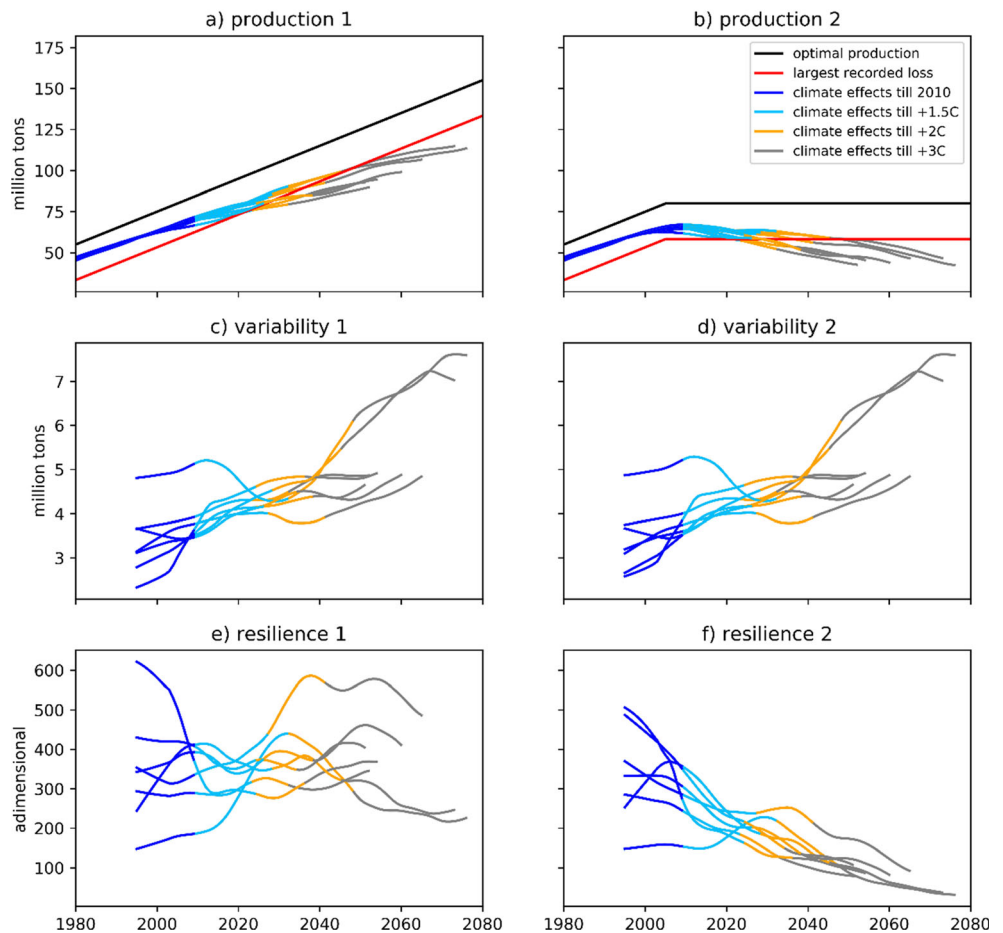 a) production 1
b) production 2
175
150
125
100
75
50
million tons
optimal production
largest recorded loss
climate effects till 2010
climate effects till +1.5C
climate effects till +2C
climate effects till +3C
c) variability 1
d) variability 2
7
6
5
4
3
million tons
e) resilience 1
f) resilience 2
600
500
400
300
200
100
adimensional
1980 2000 2020 2040 2060 2080
1980 2000 2020 2040 2060 2080